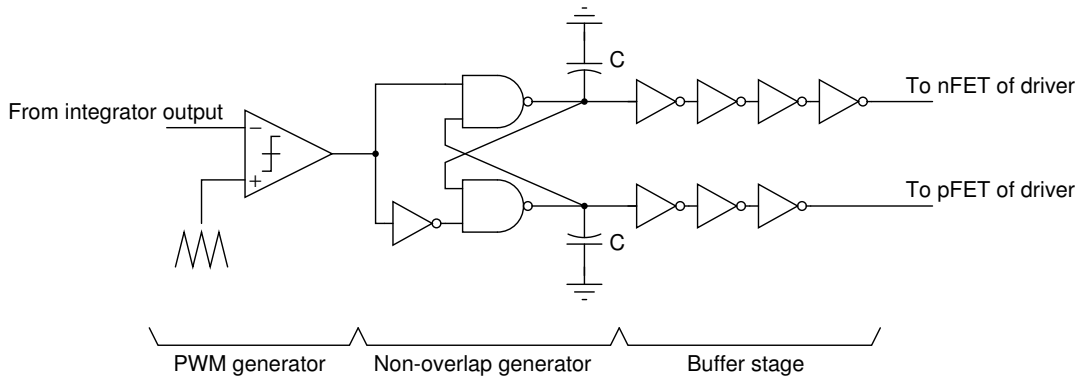 C
To nFET of driver
From integrator output
−
+
To pFET of driver
C
PWM generator
Non-overlap generator
Buffer stage